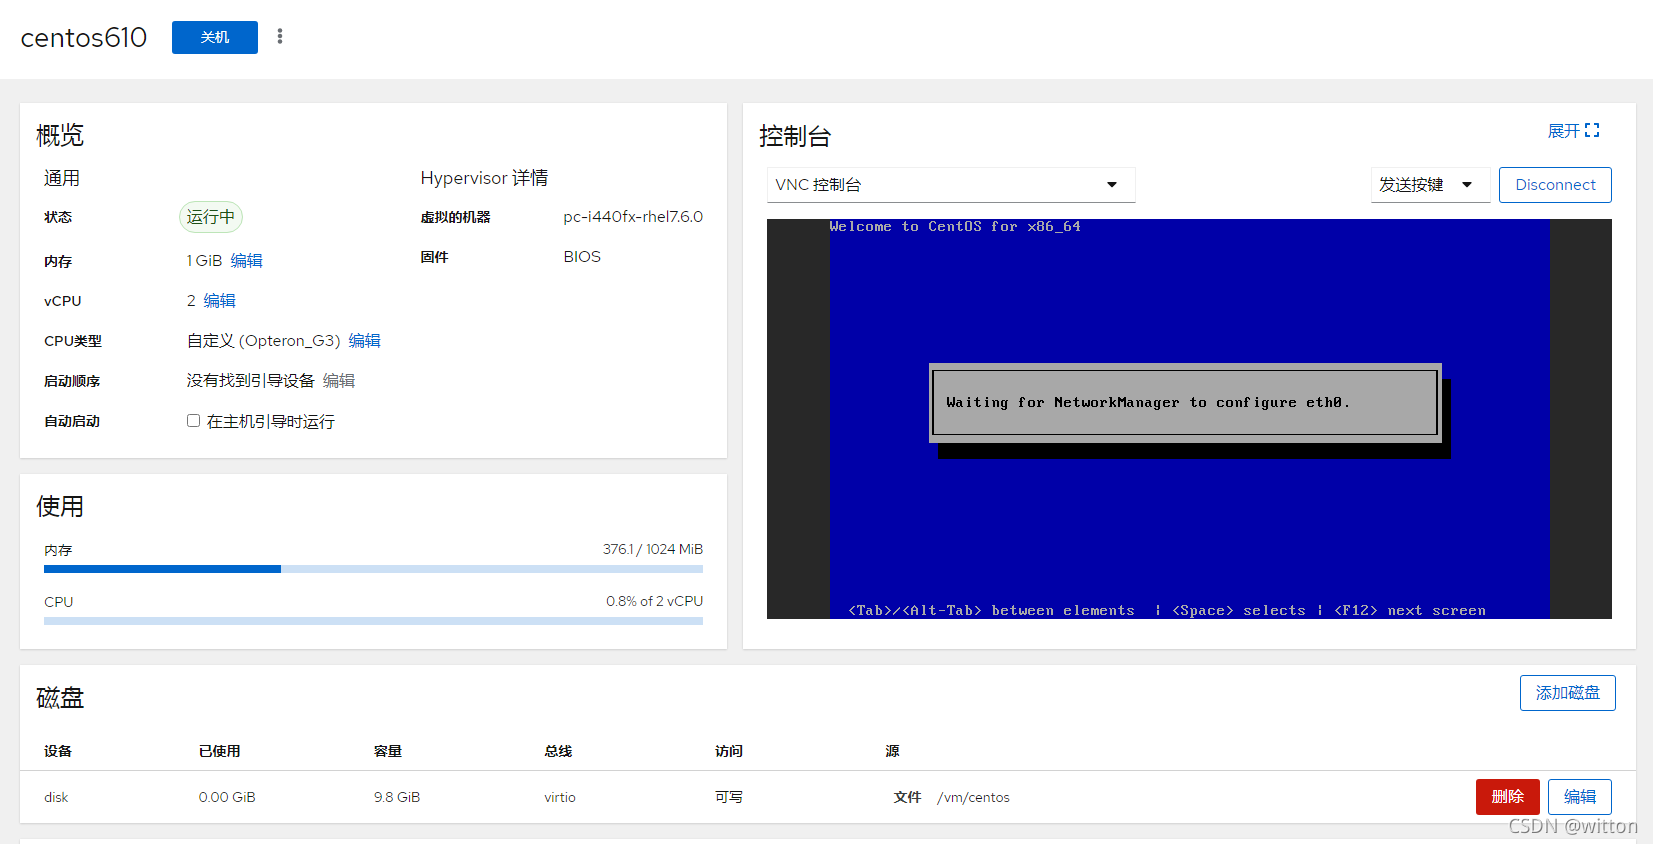 centos610 关机
概览
通用 Hypervisor 详情
状态 运行中 虚拟的机器 pc-i440fx-rhel7.6.0
内存 1 GiB 编辑 固件 BIOS
vCPU 2 编辑
CPU类型 自定义 (Opteron_G3) 编辑
启动顺序 没有找到引导设备 编辑
自动启动 在主机引导时运行
使用
内存 376.1 / 1024 MiB
CPU 0.8% of 2 vCPU
控制台 展开
VNC 控制台 发送按键 Disconnect
Welcome to CentOS for x86_64
Waiting for NetworkManager to configure eth0.
<Tab>/<Alt-Tab> between elements | <Space> selects | <F12> next screen
磁盘 添加磁盘
设备 已使用 容量 总线 访问 源
disk 0.00 GiB 9.8 GiB virtio 可写 文件 /vm/centos 删除 编辑
CSDN @witton